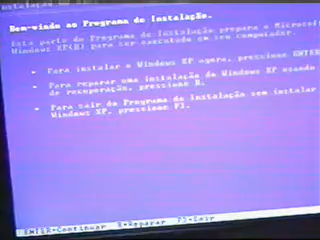 Bem-vindo ao Programa de Instalação.
Esta parte do Programa de Instalação prepara o Microsoft
Windows XP(R) para ser executado em seu computador.
• Para instalar o Windows XP agora, pressione ENTER
• Para reparar uma instalação do Windows XP usando
de recuperação, pressione R.
• Para sair do Programa de Instalação sem instalar
Windows XP, pressione F3.
ENTER=Continuar R=Reparar F3=Sair